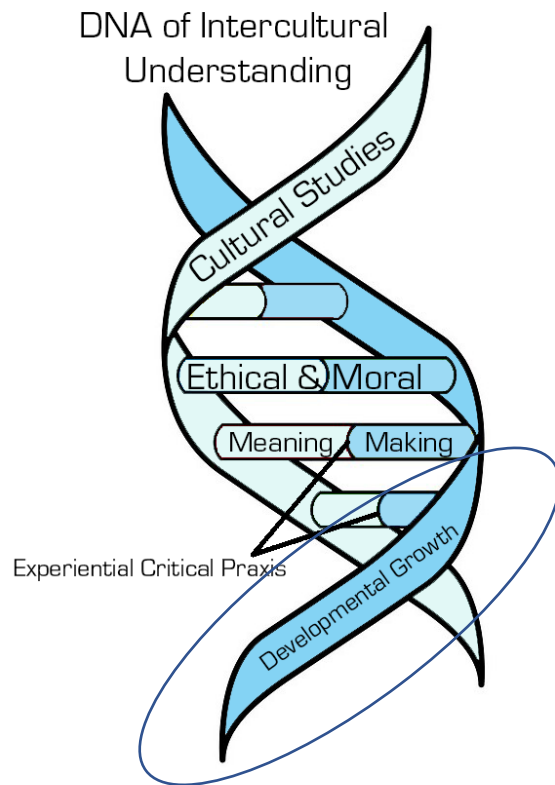 DNA of Intercultural
Understanding
Cultural Studies
Ethical & Moral
Meaning Making
Experiential Critical Praxis
Developmental Growth